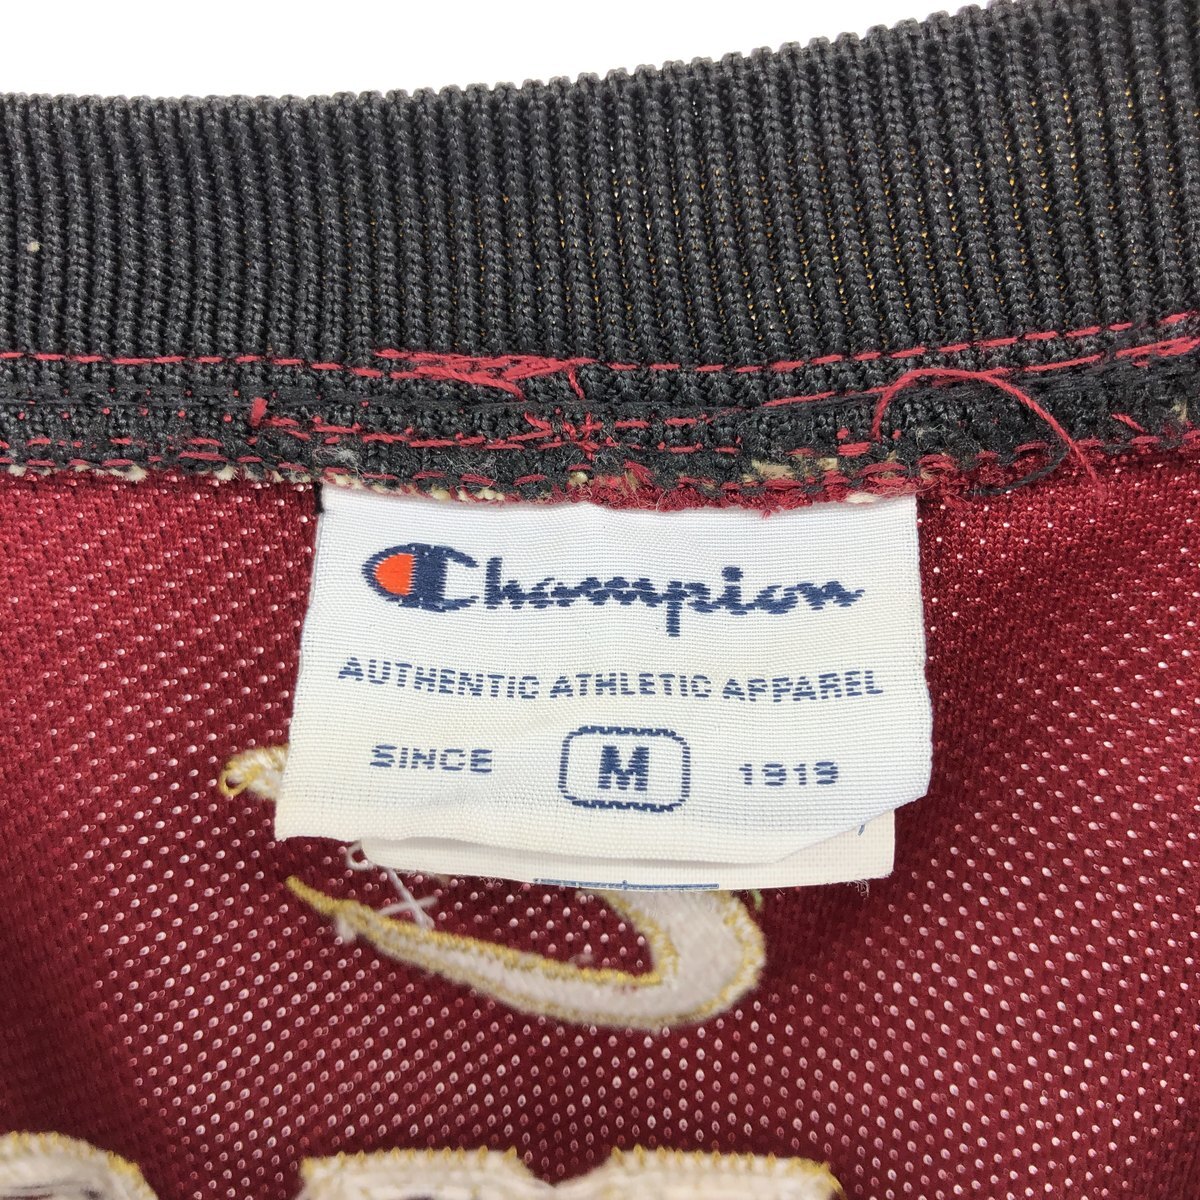 Champion
AUTHENTIC ATHLETIC APPAREL
SINCE M 1919